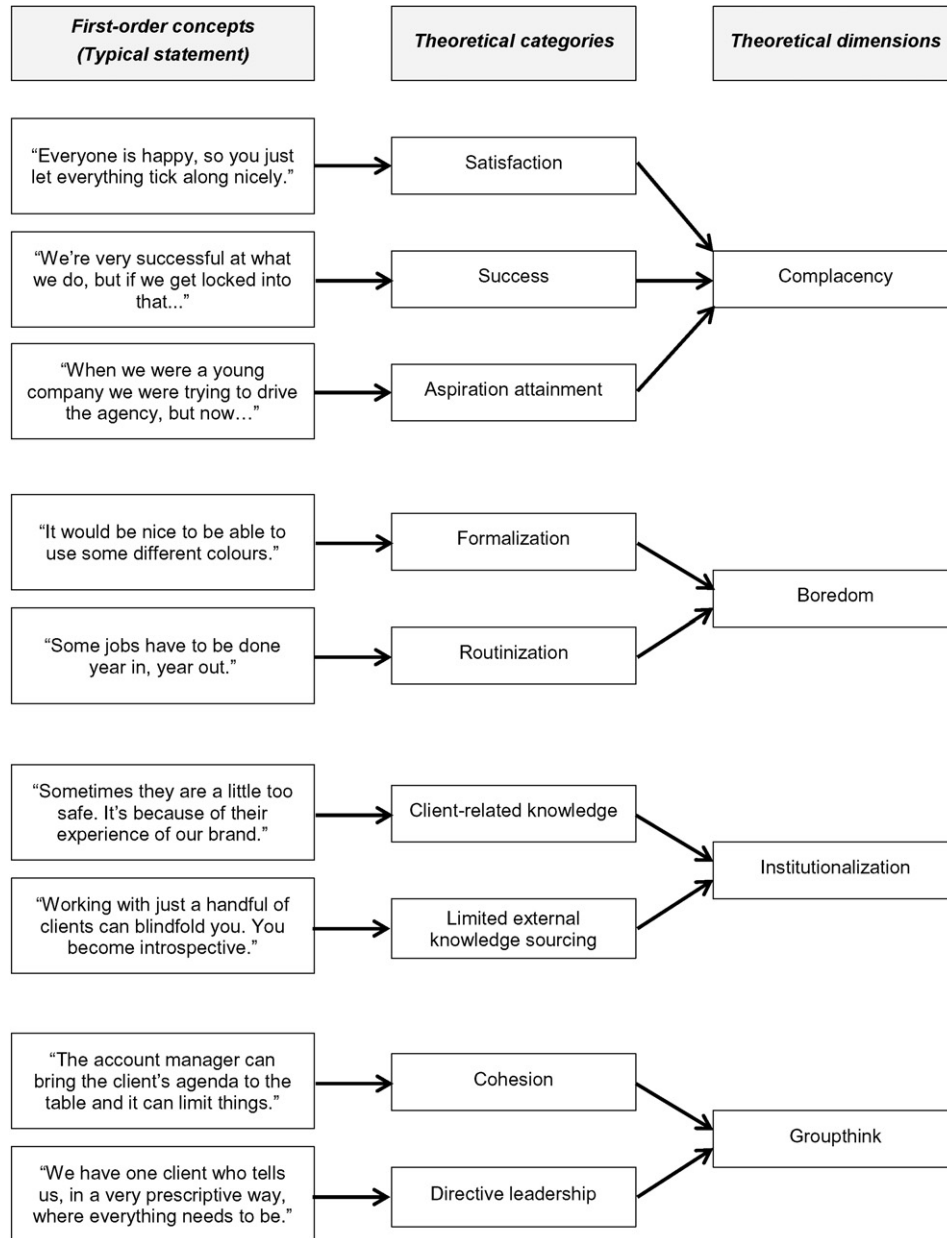 First-order concepts
(Typical statement)
Theoretical categories
Theoretical dimensions
“Everyone is happy, so you just
let everything tick along nicely.”
Satisfaction
“We’re very successful at what
we do, but if we get locked into
that...”
Success
Complacency
“When we were a young
company we were trying to drive
the agency, but now…”
Aspiration attainment
“It would be nice to be able to
use some different colours.”
Formalization
Boredom
“Some jobs have to be done
year in, year out.”
Routinization
“Sometimes they are a little too
safe. It’s because of their
experience of our brand.”
Client-related knowledge
Institutionalization
“Working with just a handful of
clients can blindfold you. You
become introspective.”
Limited external
knowledge sourcing
“The account manager can
bring the client’s agenda to the
table and it can limit things.”
Cohesion
Groupthink
“We have one client who tells
us, in a very prescriptive way,
where everything needs to be.”
Directive leadership